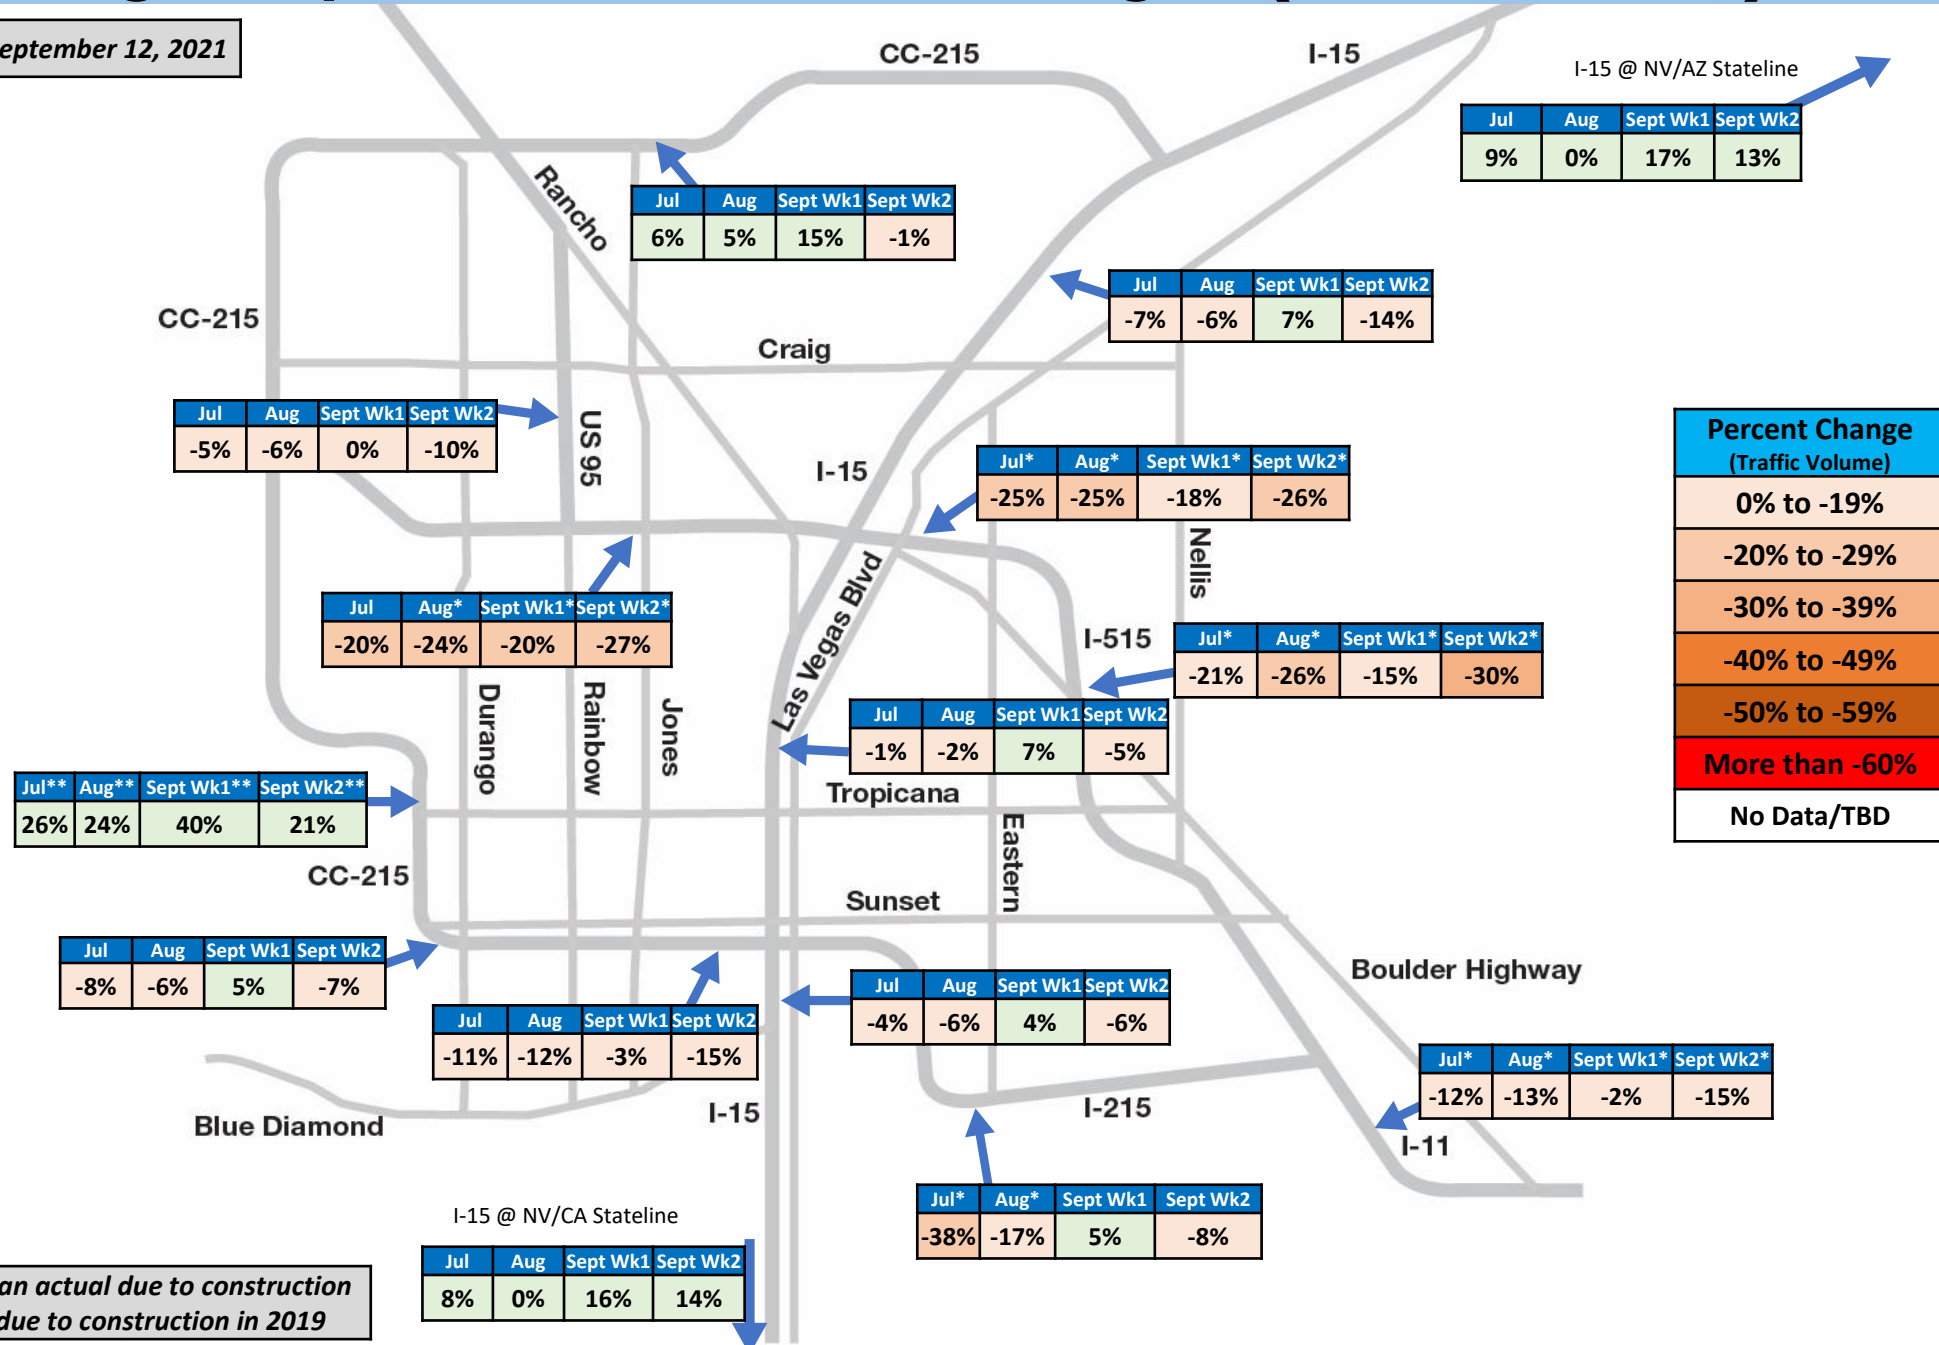 September 12, 2021
CC-215
I-15
I-15 @ NV/AZ Stateline
Jul Aug Sept Wk1 Sept Wk2
9% 0% 17% 13%
Rancho
Jul Aug Sept Wk1 Sept Wk2
6% 5% 15% -1%
Jul Aug Sept Wk1 Sept Wk2
-7% -6% 7% -14%
CC-215
Craig
Jul Aug Sept Wk1 Sept Wk2
-5% -6% 0% -10%
US 95
I-15
Jul* Aug* Sept Wk1* Sept Wk2*
-25% -25% -18% -26%
Percent Change
(Traffic Volume)
0% to -19%
-20% to -29%
-30% to -39%
-40% to -49%
-50% to -59%
More than -60%
No Data/TBD
Nellis
Las Vegas Blvd
Jul Aug* Sept Wk1* Sept Wk2*
-20% -24% -20% -27%
I-515
Jul* Aug* Sept Wk1* Sept Wk2*
-21% -26% -15% -30%
Durango
Rainbow
Jones
Jul Aug Sept Wk1 Sept Wk2
-1% -2% 7% -5%
Jul** Aug** Sept Wk1** Sept Wk2**
26% 24% 40% 21%
Tropicana
Eastern
CC-215
Sunset
Jul Aug Sept Wk1 Sept Wk2
-8% -6% 5% -7%
Boulder Highway
Jul Aug Sept Wk1 Sept Wk2
-4% -6% 4% -6%
Jul Aug Sept Wk1 Sept Wk2
-11% -12% -3% -15%
Jul* Aug* Sept Wk1* Sept Wk2*
-12% -13% -2% -15%
Blue Diamond
I-15
I-215
I-11
Jul* Aug* Sept Wk1 Sept Wk2
-38% -17% 5% -8%
I-15 @ NV/CA Stateline
Jul Aug Sept Wk1 Sept Wk2
8% 0% 16% 14%
an actual due to construction
due to construction in 2019